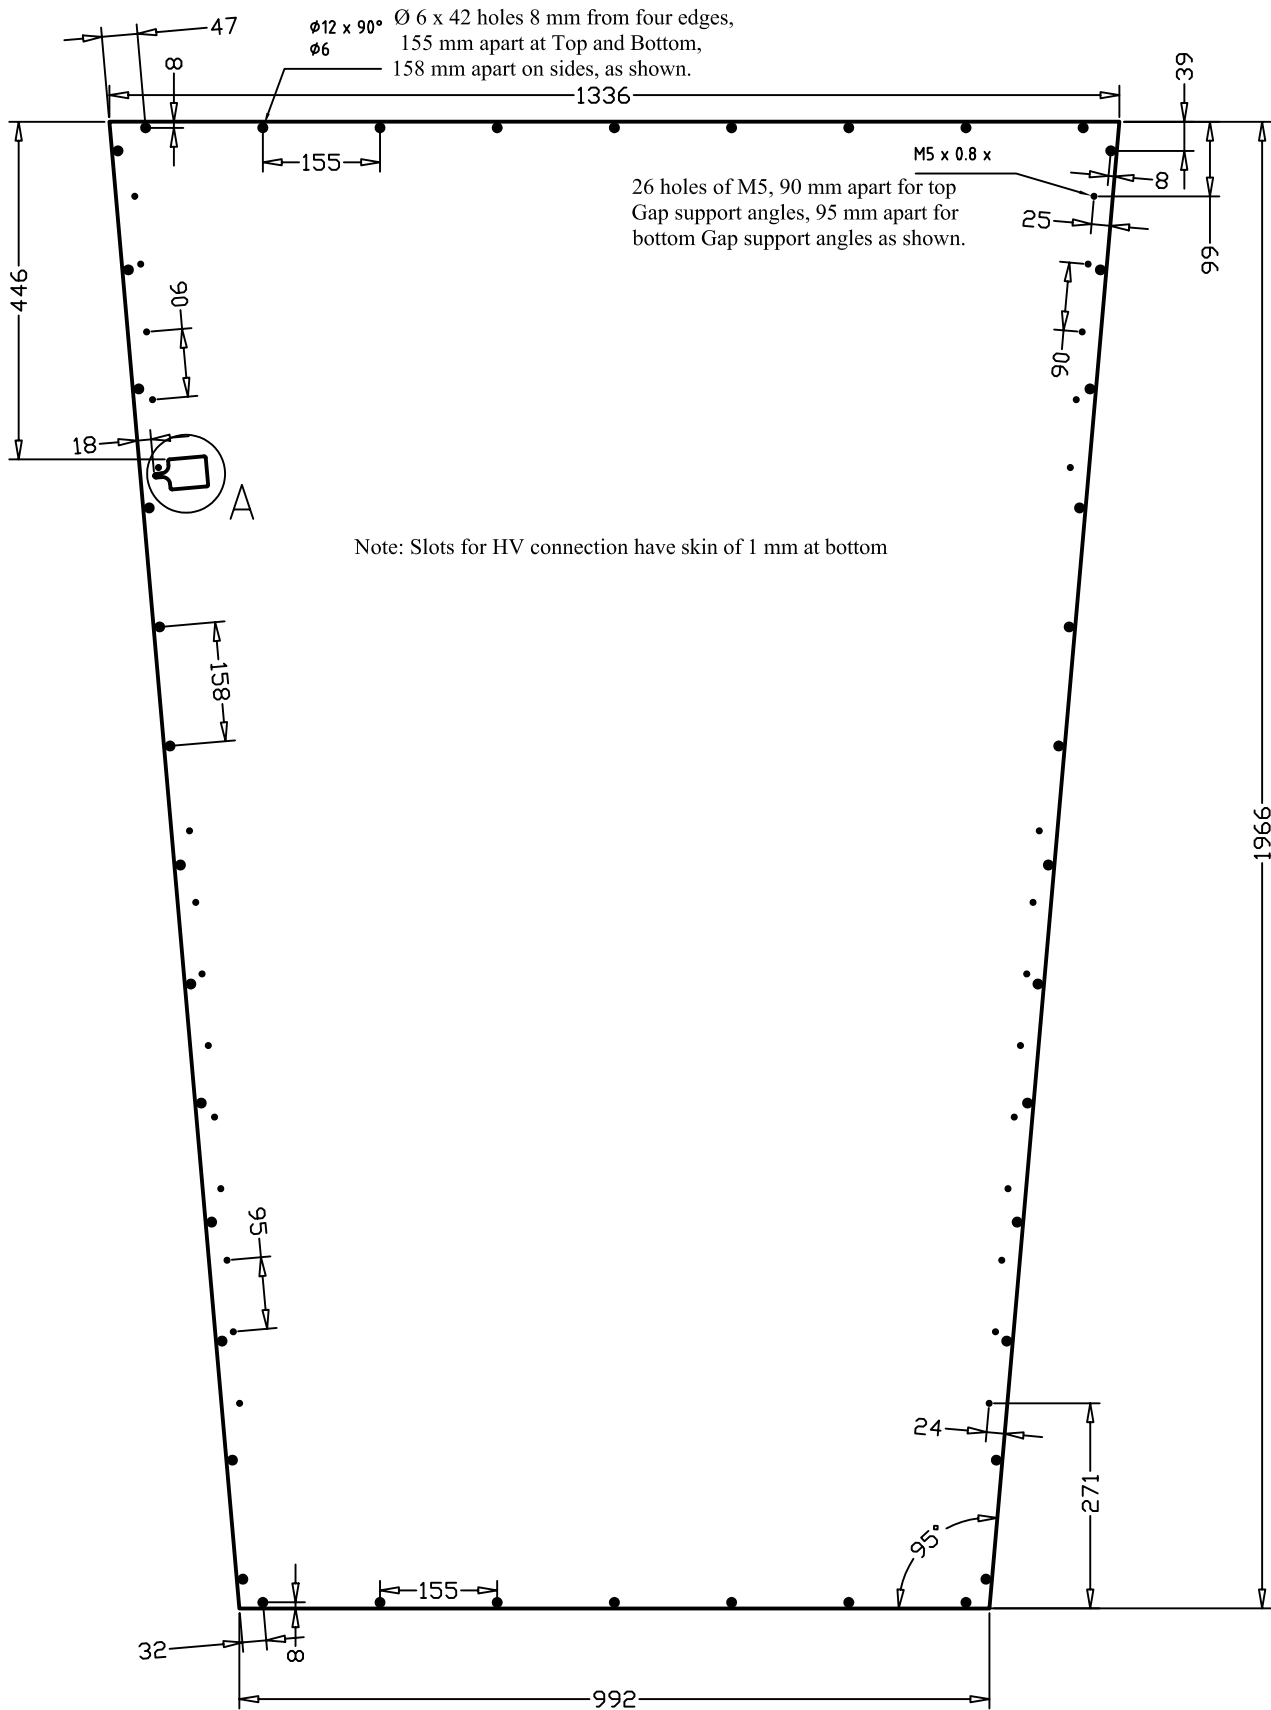 47
Ø12 x 90°
Ø6
Ø 6 x 42 holes 8 mm from four edges,
155 mm apart at Top and Bottom,
158 mm apart on sides, as shown.
8
1336
39
155
M5 x 0.8 x
8
26 holes of M5, 90 mm apart for top
Gap support angles, 95 mm apart for
bottom Gap support angles as shown.
25
99
446
90
90
18
A
Note: Slots for HV connection have skin of 1 mm at bottom
158
1966
95
24
271
95°
155
32
8
992